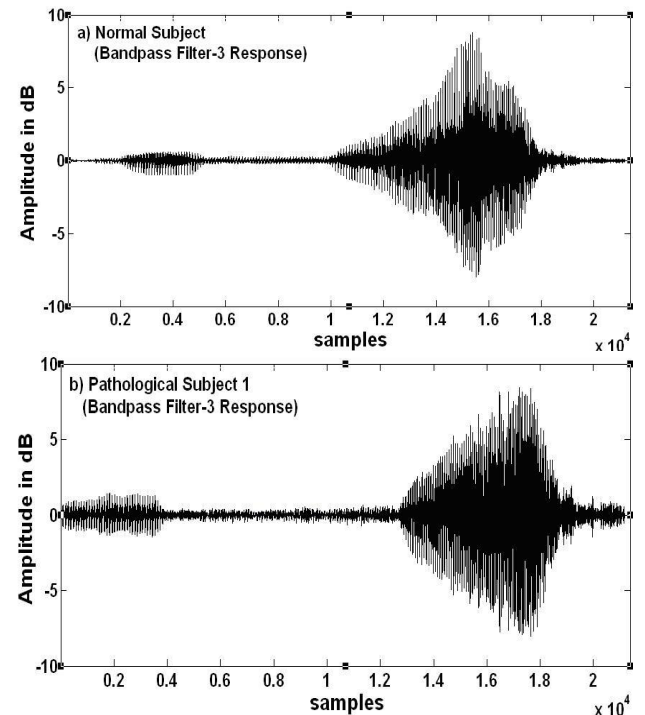 a) Normal Subject
(Bandpass Filter-3 Response)
Amplitude in dB
10
5
0
-5
-10
0.2 0.4 0.6 0.8 1 1.2 1.4 1.6 1.8 2
samples
x 10^4
b) Pathological Subject 1
(Bandpass Filter-3 Response)
Amplitude in dB
10
5
0
-5
-10
0.2 0.4 0.6 0.8 1 1.2 1.4 1.6 1.8 2
samples
x 10^4